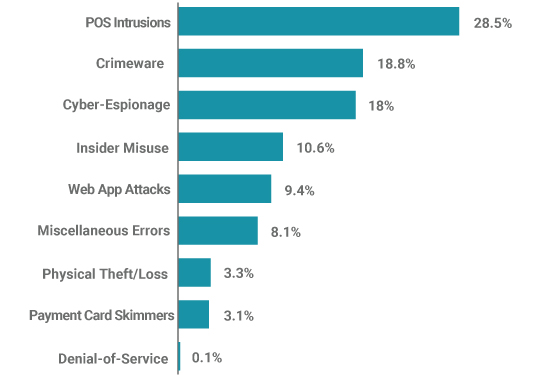 POS Intrusions 28.5%
Crimeware 18.8%
Cyber-Espionage 18%
Insider Misuse 10.6%
Web App Attacks 9.4%
Miscellaneous Errors 8.1%
Physical Theft/Loss 3.3%
Payment Card Skimmers 3.1%
Denial-of-Service 0.1%